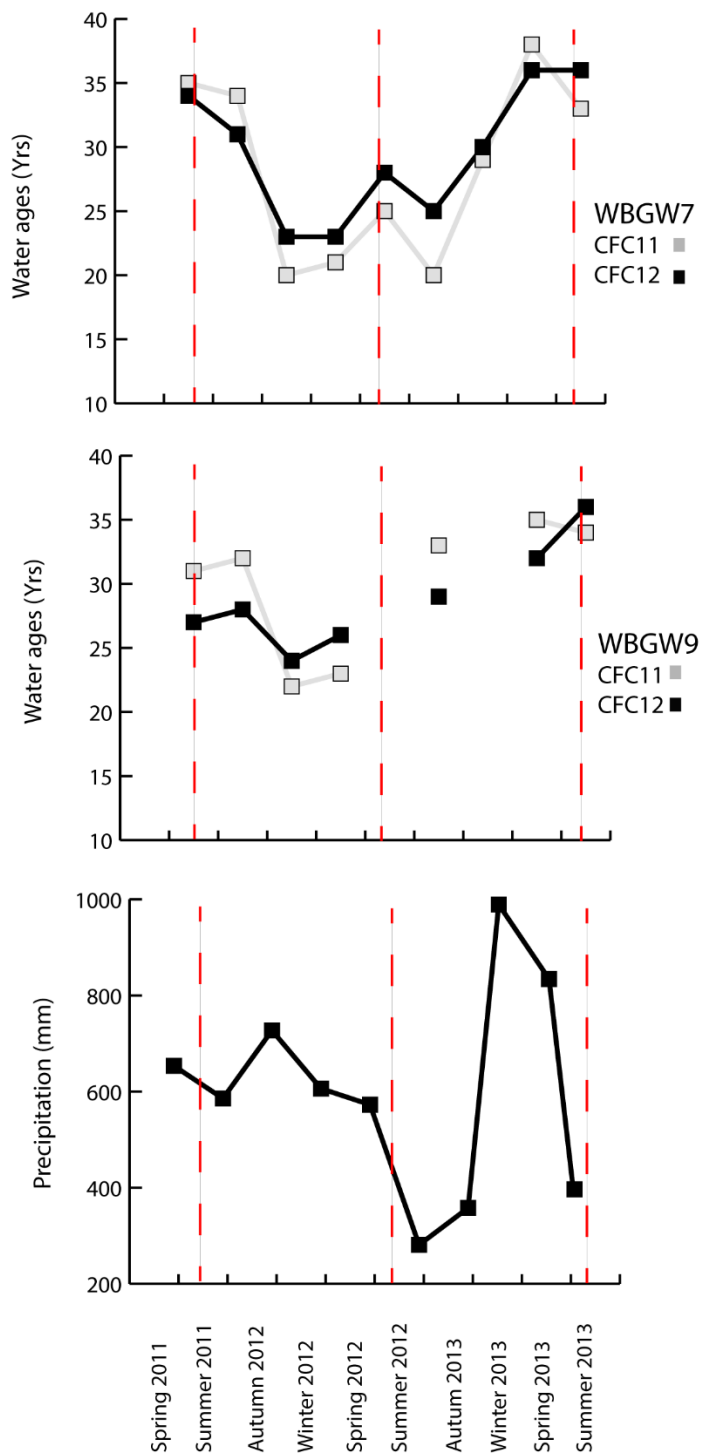 40
35
30
25
20
15
10
Water ages (Yrs)
WBGW7
CFC11
CFC12
40
35
30
25
20
15
10
Water ages (Yrs)
WBGW9
CFC11
CFC12
1000
800
600
400
200
Precipitation (mm)
Spring 2011
Summer 2011
Autumn 2012
Winter 2012
Spring 2012
Summer 2012
Autum 2013
Winter 2013
Spring 2013
Summer 2013